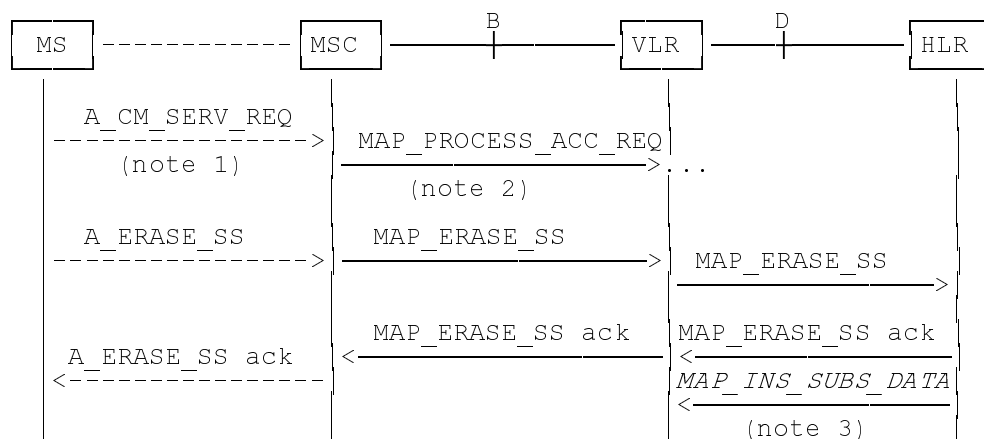 B D
MS MSC VLR HLR
A_CM_SERV_REQ
MAP_PROCESS_ACC_REQ
(note 1)
...
(note 2)
A_ERASE_SS MAP_ERASE_SS
MAP_ERASE_SS
MAP_ERASE_SS ack MAP_ERASE_SS ack
A_ERASE_SS ack
MAP_INS_SUBS_DATA
(note 3)